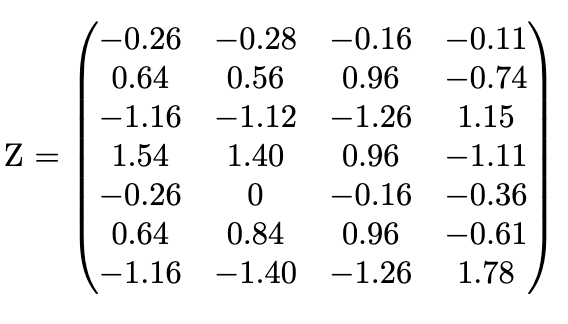 −0.26 −0.28 −0.16 −0.11
0.64 0.56 0.96 −0.74
−1.16 −1.12 −1.26 1.15
Z = 1.54 1.40 0.96 −1.11
−0.26 0 −0.16 −0.36
0.64 0.84 0.96 −0.61
−1.16 −1.40 −1.26 1.78